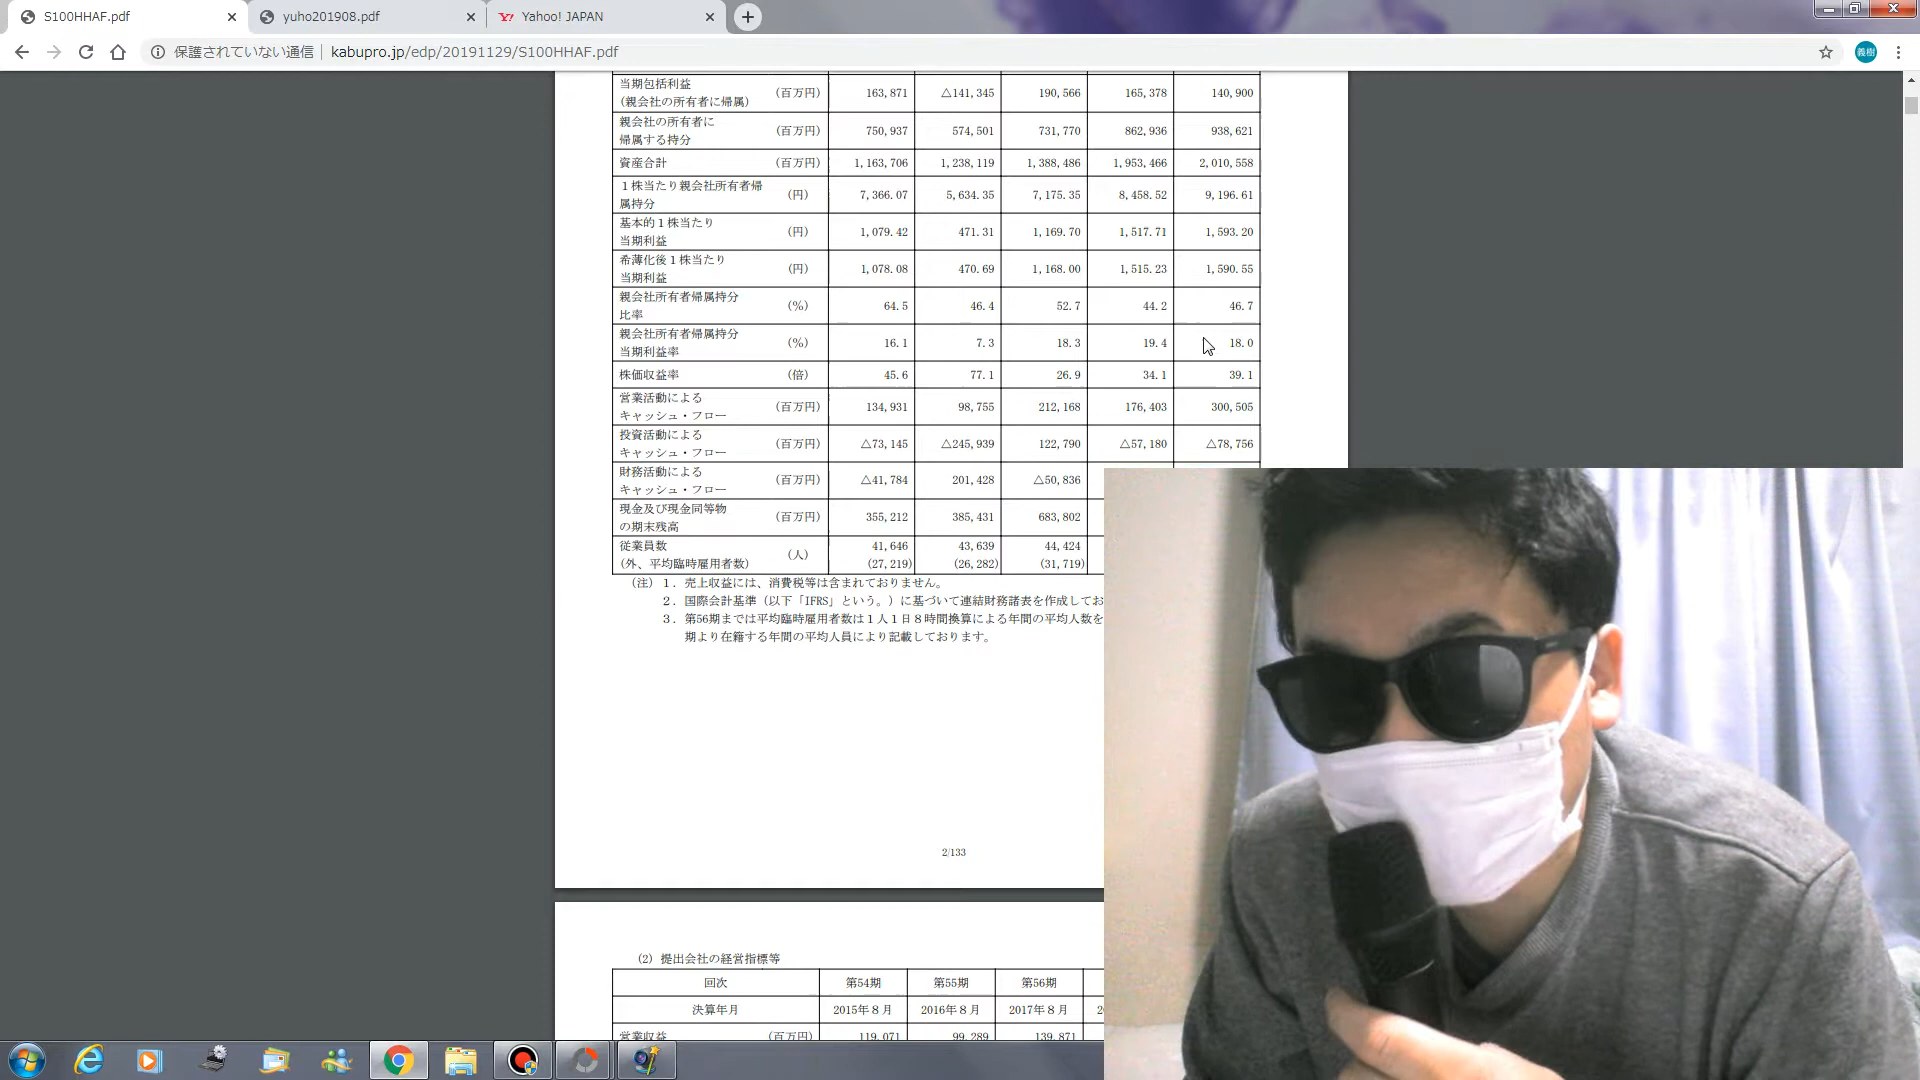 S100HHAF.pdf
yuho201908.pdf
Yahoo! JAPAN
保護されていない通信 | kabupro.jp/edp/20191129/S100HHAF.pdf
義樹
当期包括利益
(親会社の所有者に帰属) (百万円) 163,871 △141,345 190,566 165,378 140,900
親会社の所有者に
帰属する持分 (百万円) 750,937 574,501 731,770 862,936 938,621
資産合計 (百万円) 1,163,706 1,238,119 1,388,486 1,953,466 2,010,558
1株当たり親会社所有者帰
属持分 (円) 7,366.07 5,634.35 7,175.35 8,458.52 9,196.61
基本的1株当たり
当期利益 (円) 1,079.42 471.31 1,169.70 1,517.71 1,593.20
希薄化後1株当たり
当期利益 (円) 1,078.08 470.69 1,168.00 1,515.23 1,590.55
親会社所有者帰属持分
比率 (%) 64.5 46.4 52.7 44.2 46.7
親会社所有者帰属持分
当期利益率 (%) 16.1 7.3 18.3 19.4 18.0
株価収益率 (倍) 45.6 77.1 26.9 34.1 39.1
営業活動による
キャッシュ・フロー (百万円) 134,931 98,755 212,168 176,403 300,505
投資活動による
キャッシュ・フロー (百万円) △73,145 △245,939 122,790 △57,180 △78,756
財務活動による
キャッシュ・フロー (百万円) △41,784 201,428 △50,836
現金及び現金同等物
の期末残高 (百万円) 355,212 385,431 683,802
従業員数 (人) 41,646 43,639 44,424
(外、平均臨時雇用者数) (27,219) (26,282) (31,719)
(注)1.売上収益には、消費税等は含まれておりません。
2.国際会計基準(以下「IFRS」という。)に基づいて連結財務諸表を作成してお
3.第56期までは平均臨時雇用者数は1人1日8時間換算による年間の平均人数を
期より在籍する年間の平均人員により記載しております。
2/133
(2)提出会社の経営指標等
回次 第54期 第55期 第56期
決算年月 2015年8月 2016年8月 2017年8月 2
営業収益 (百万円) 119,071 99,289 139,871